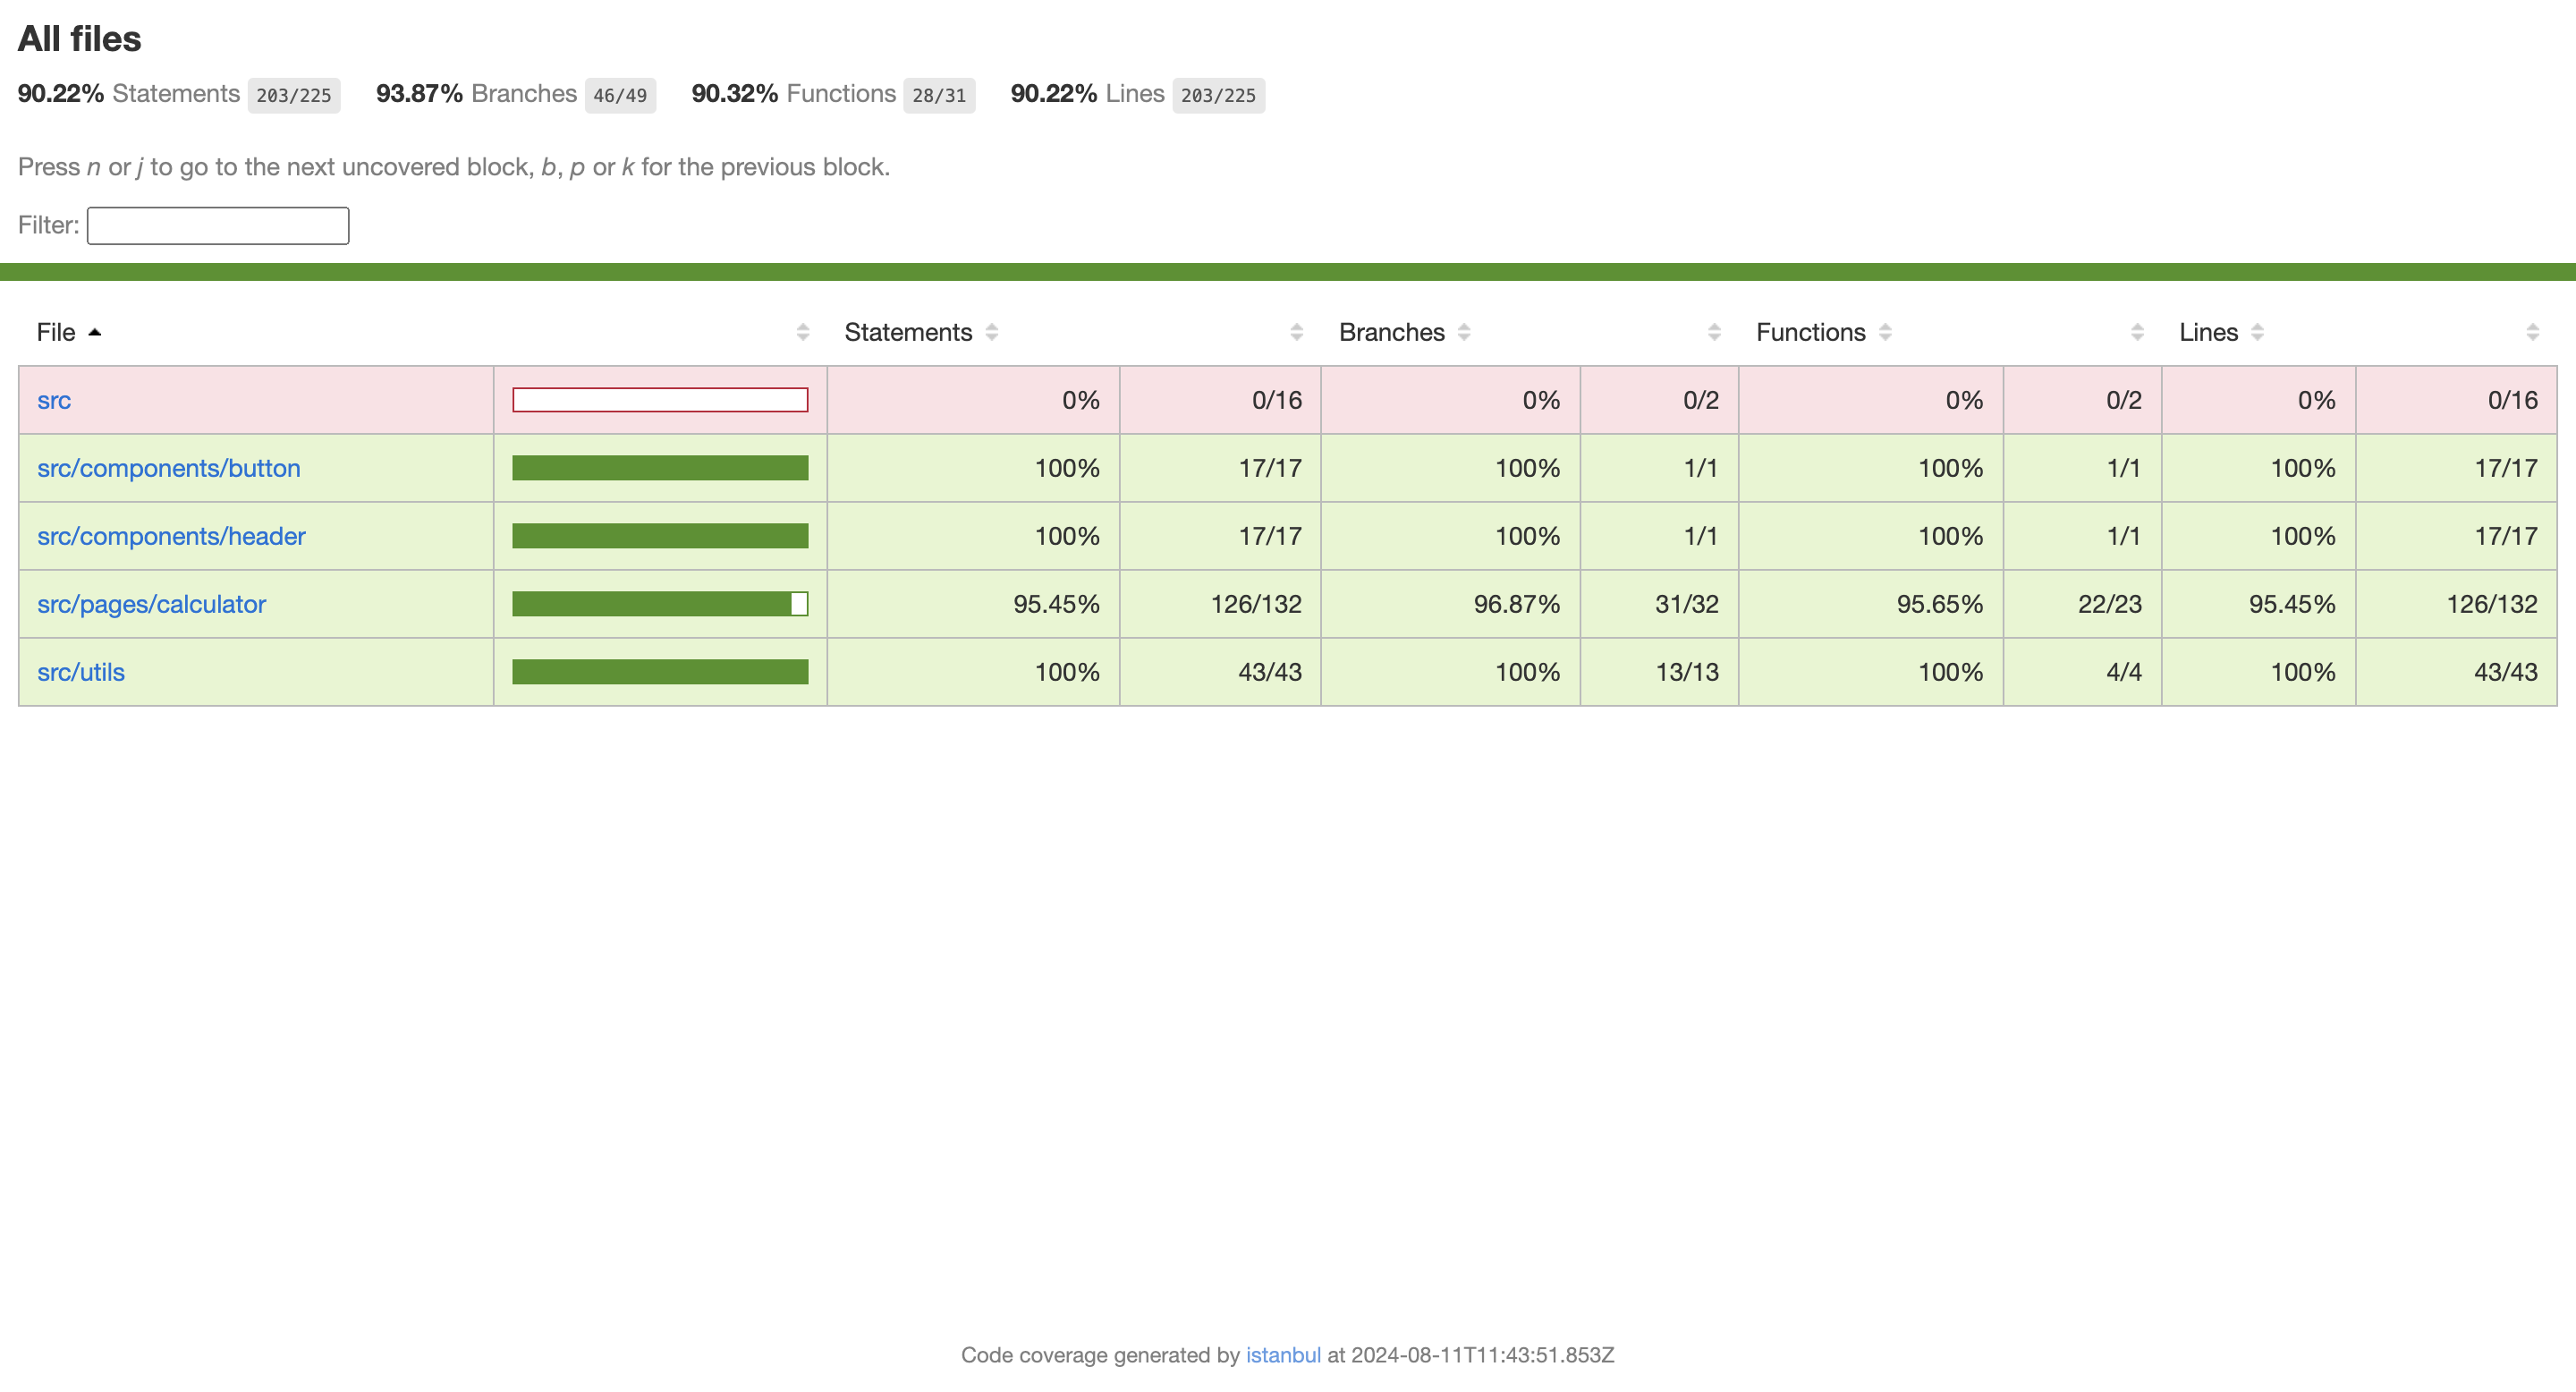 All files
90.22% Statements 203/225 93.87% Branches 46/49 90.32% Functions 28/31 90.22% Lines 203/225
Press n or j to go to the next uncovered block, b, p or k for the previous block.
Filter:
File Statements Branches Functions Lines
src 0% 0/16 0% 0/2 0% 0/2 0% 0/16
src/components/button 100% 17/17 100% 1/1 100% 1/1 100% 17/17
src/components/header 100% 17/17 100% 1/1 100% 1/1 100% 17/17
src/pages/calculator 95.45% 126/132 96.87% 31/32 95.65% 22/23 95.45% 126/132
src/utils 100% 43/43 100% 13/13 100% 4/4 100% 43/43
Code coverage generated by istanbul at 2024-08-11T11:43:51.853Z